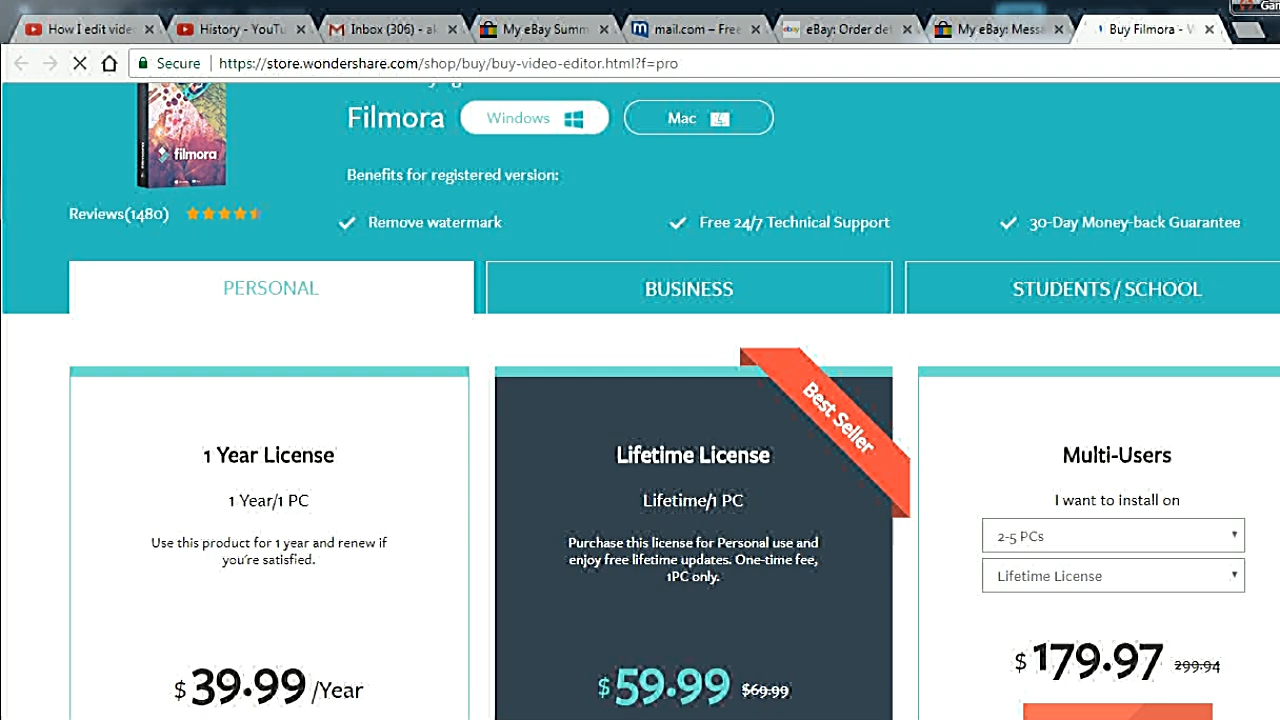 Gam
How I edit vide
History - YouTu
Inbox (306) - al
My eBay Summ
mail.com – Free
eBay: Order det
My eBay: Messa
Buy Filmora - W
Secure
https://store.wondershare.com/shop/buy/buy-video-editor.html?f=pro
filmora
Filmora
Windows
Mac
Benefits for registered version:
Reviews(1480)
Remove watermark
Free 24/7 Technical Support
30-Day Money-back Guarantee
PERSONAL
BUSINESS
STUDENTS / SCHOOL
Best Seller
1 Year License
1 Year/1 PC
Use this product for 1 year and renew if
you're satisfied.
$39.99 /Year
Lifetime License
Lifetime/1 PC
Purchase this license for Personal use and
enjoy free lifetime updates. One-time fee,
1PC only.
$59.99 $69.99
Multi-Users
I want to install on
2-5 PCs
Lifetime License
$179.97 299.94